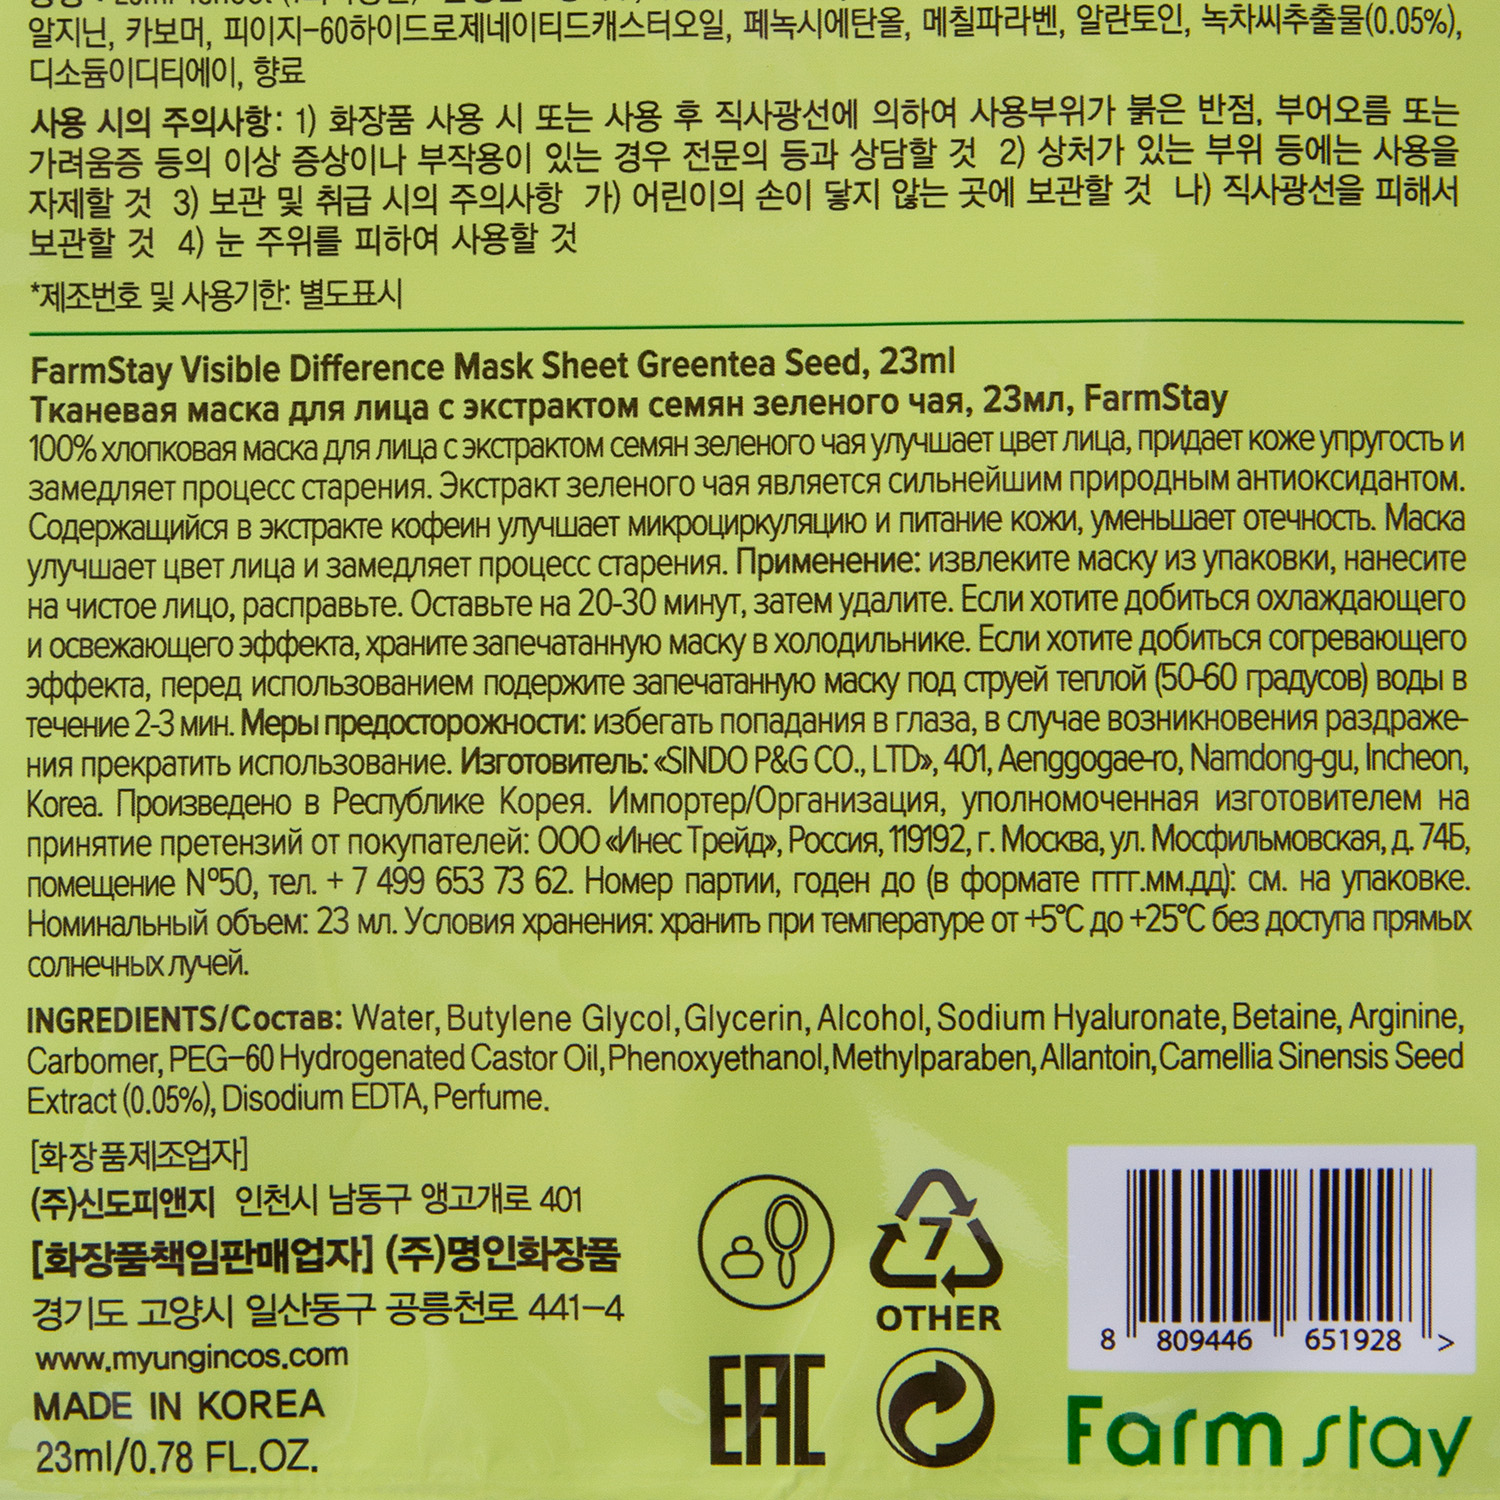 알지닌, 카보머, 피이지-60하이드로제네이티드캐스터오일, 페녹시에탄올, 메칠파라벤, 알란토인, 녹차씨추출물(0.05%),
디소듐이디티에이, 향료
사용 시의 주의사항: 1) 화장품 사용 시 또는 사용 후 직사광선에 의하여 사용부위가 붉은 반점, 부어오름 또는
가려움증 등의 이상 증상이나 부작용이 있는 경우 전문의 등과 상담할 것 2) 상처가 있는 부위 등에는 사용을
자제할 것 3) 보관 및 취급 시의 주의사항 가) 어린이의 손이 닿지 않는 곳에 보관할 것 나) 직사광선을 피해서
보관할 것 4) 눈 주위를 피하여 사용할 것
*제조번호 및 사용기한: 별도표시
FarmStay Visible Difference Mask Sheet Greentea Seed, 23ml
Тканевая маска для лица с экстрактом семян зеленого чая, 23мл, FarmStay
100% хлопковая маска для лица с экстрактом семян зеленого чая улучшает цвет лица, придает коже упругость и
замедляет процесс старения. Экстракт зеленого чая является сильнейшим природным антиоксидантом.
Содержащийся в экстракте кофеин улучшает микроциркуляцию и питание кожи, уменьшает отечность. Маска
улучшает цвет лица и замедляет процесс старения. Применение: извлеките маску из упаковки, нанесите
на чистое лицо, расправьте. Оставьте на 20-30 минут, затем удалите. Если хотите добиться охлаждающего
и освежающего эффекта, храните запечатанную маску в холодильнике. Если хотите добиться согревающего
эффекта, перед использованием подержите запечатанную маску под струей теплой (50-60 градусов) воды в
течение 2-3 мин. Меры предосторожности: избегать попадания в глаза, в случае возникновения раздраже-
ния прекратить использование. Изготовитель: «SINDO P&G CO., LTD», 401, Aenggogae-ro, Namdong-gu, Incheon,
Korea. Произведено в Республике Корея. Импортер/Организация, уполномоченная изготовителем на
принятие претензий от покупателей: ООО «Инес Трейд», Россия, 119192, г. Москва, ул. Мосфильмовская, д. 74Б,
помещение N°50, тел. + 7 499 653 73 62. Номер партии, годен до (в формате гггг.мм.дд): см. на упаковке.
Номинальный объем: 23 мл. Условия хранения: хранить при температуре от +5°C до +25°C без доступа прямых
солнечных лучей.
INGREDIENTS/Состав: Water, Butylene Glycol, Glycerin, Alcohol, Sodium Hyaluronate, Betaine, Arginine,
Carbomer, PEG-60 Hydrogenated Castor Oil, Phenoxyethanol, Methylparaben, Allantoin, Camellia Sinensis Seed
Extract (0.05%), Disodium EDTA, Perfume.
[화장품제조업자]
(주)신도피앤지 인천시 남동구 앵고개로 401
[화장품책임판매업자] (주)명인화장품
경기도 고양시 일산동구 공릉천로 441-4
www.myungincos.com
MADE IN KOREA
23ml/0.78 FL.OZ.
7
OTHER
EAC
8 809446 651928 >
Farm stay